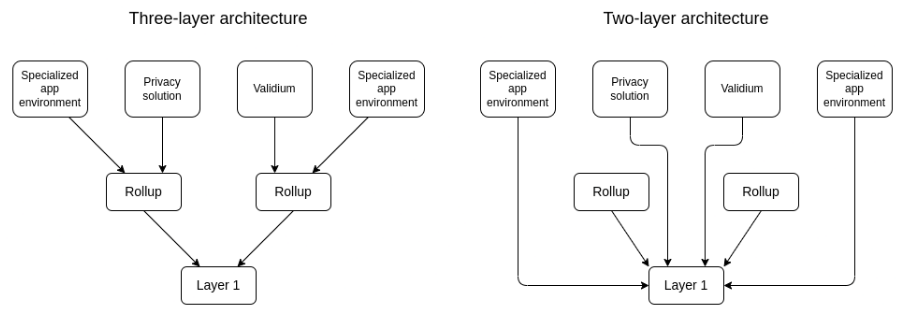 Three-layer architecture
Specialized
app
environment
Privacy
solution
Validium
Specialized
app
environment
Rollup
Rollup
Layer 1
Two-layer architecture
Specialized
app
environment
Privacy
solution
Validium
Specialized
app
environment
Rollup
Rollup
Layer 1